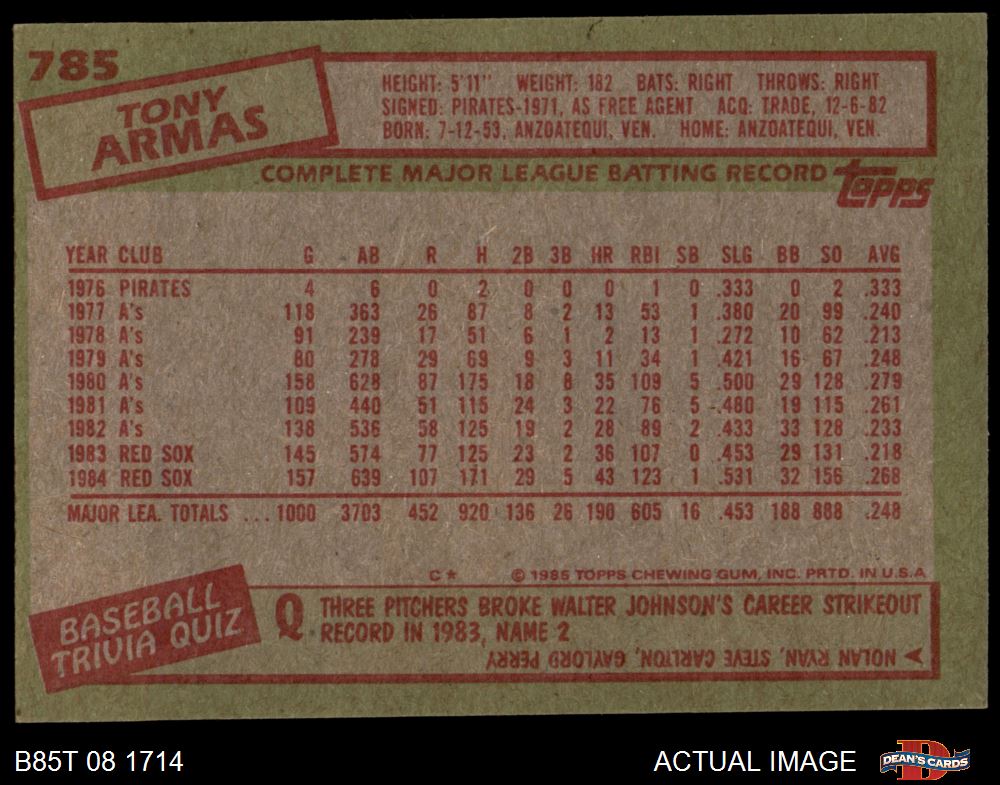 785
TONY
ARMAS
HEIGHT: 5'11" WEIGHT: 182 BATS: RIGHT THROWS: RIGHT
SIGNED: PIRATES-1971, AS FREE AGENT ACQ: TRADE, 12-6-82
BORN: 7-12-53, ANZOATEQUI, VEN. HOME: ANZOATEQUI, VEN.
COMPLETE MAJOR LEAGUE BATTING RECORD
topps
YEAR CLUB G AB R H 2B 3B HR RBI SB SLG BB SO AVG
1976 PIRATES 4 6 0 2 0 0 0 1 0 .333 0 2 .333
1977 A's 118 363 26 87 8 2 13 53 1 .380 20 99 .240
1978 A's 91 239 17 51 6 1 2 13 1 .272 10 62 .213
1979 A's 80 278 29 69 9 3 11 34 1 .421 16 67 .248
1980 A's 158 628 87 175 18 8 35 109 5 .500 29 128 .279
1981 A's 109 440 51 115 24 3 22 76 5 .480 19 115 .261
1982 A's 138 536 58 125 19 2 28 89 2 .433 33 128 .233
1983 RED SOX 145 574 77 125 23 2 36 107 0 .453 29 131 .218
1984 RED SOX 157 639 107 171 29 5 43 123 1 .531 32 156 .268
MAJOR LEA. TOTALS ... 1000 3703 452 920 136 26 190 605 16 .453 188 888 .248
C* © 1985 TOPPS CHEWING GUM, INC. PRTD. IN U.S.A
BASEBALL
TRIVIA QUIZ
Q THREE PITCHERS BROKE WALTER JOHNSON'S CAREER STRIKEOUT
RECORD IN 1983, NAME 2
NOLAN RYAN, STEVE CARLTON, GAYLORD PERRY
B85T 08 1714
ACTUAL IMAGE
D
DEAN'S CARDS